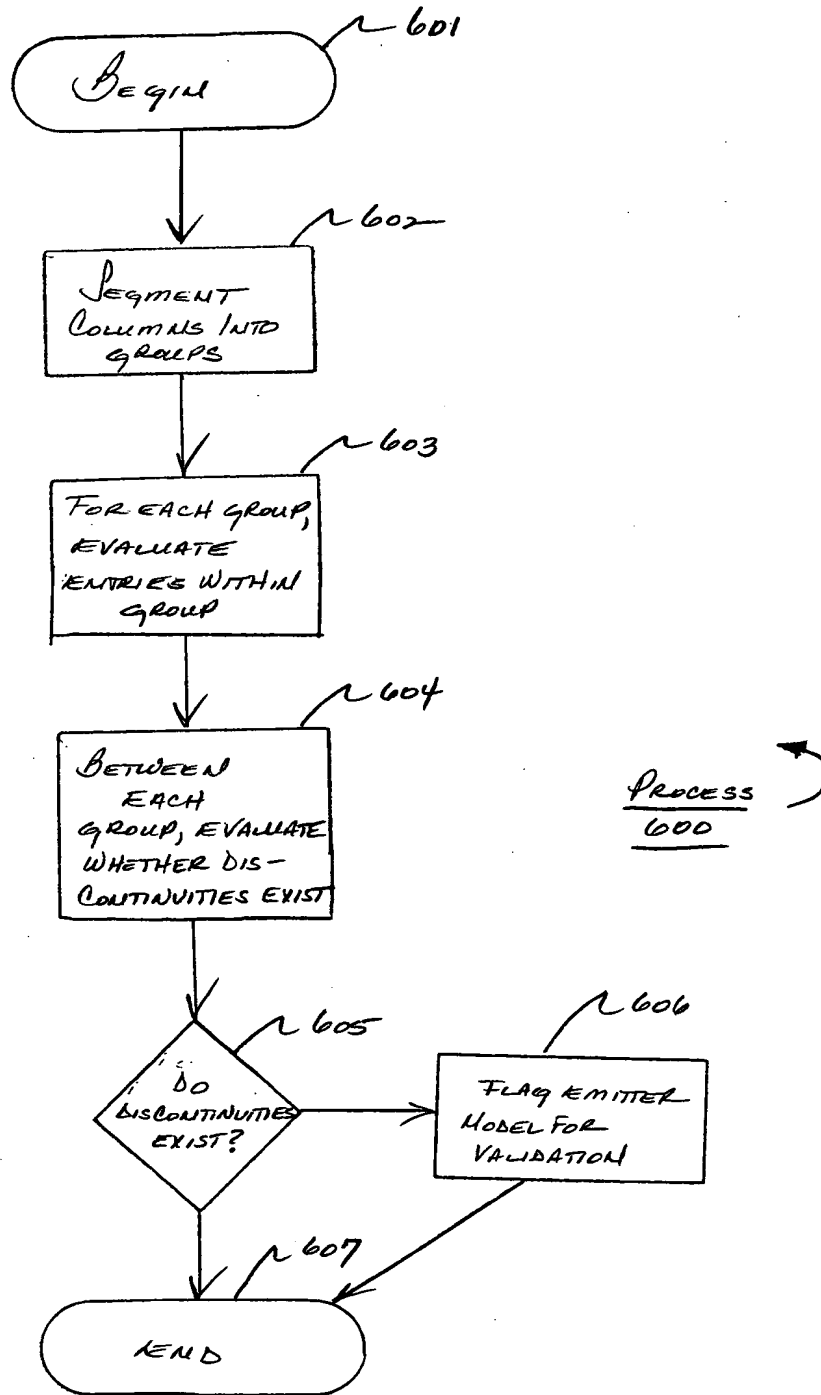 601
BEGIN
602
SEGMENT
COLUMNS INTO
GROUPS
603
FOR EACH GROUP,
EVALUATE
ENTRIES WITHIN
GROUP
604
BETWEEN
EACH
GROUP, EVALUATE
WHETHER DIS-
CONTINUITIES EXIST
PROCESS
600
605
DO
DISCONTINUITIES
EXIST?
606
FLAG EMITTER
MODEL FOR
VALIDATION
607
END